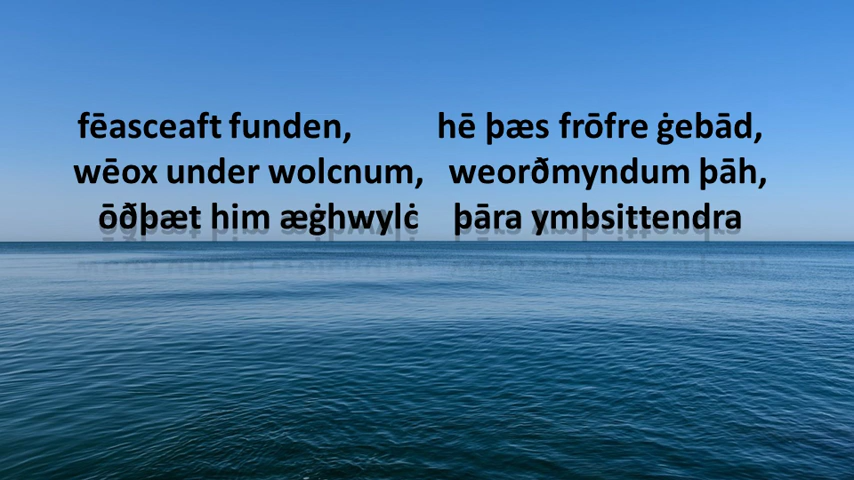 fēasceaft funden, hē þæs frōfre ġebād,
wēox under wolcnum, weorðmyndum þāh,
ōðþæt him æġhwylċ þāra ymbsittendra